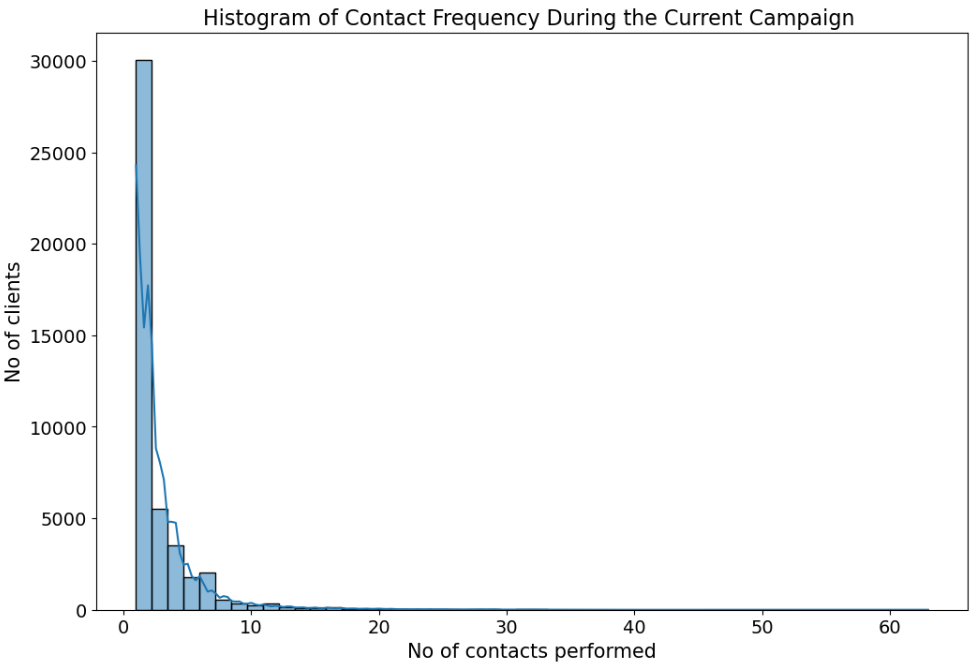 Histogram of Contact Frequency During the Current Campaign
30000
25000
20000
15000
10000
5000
0
No of clients
0 10 20 30 40 50 60
No of contacts performed